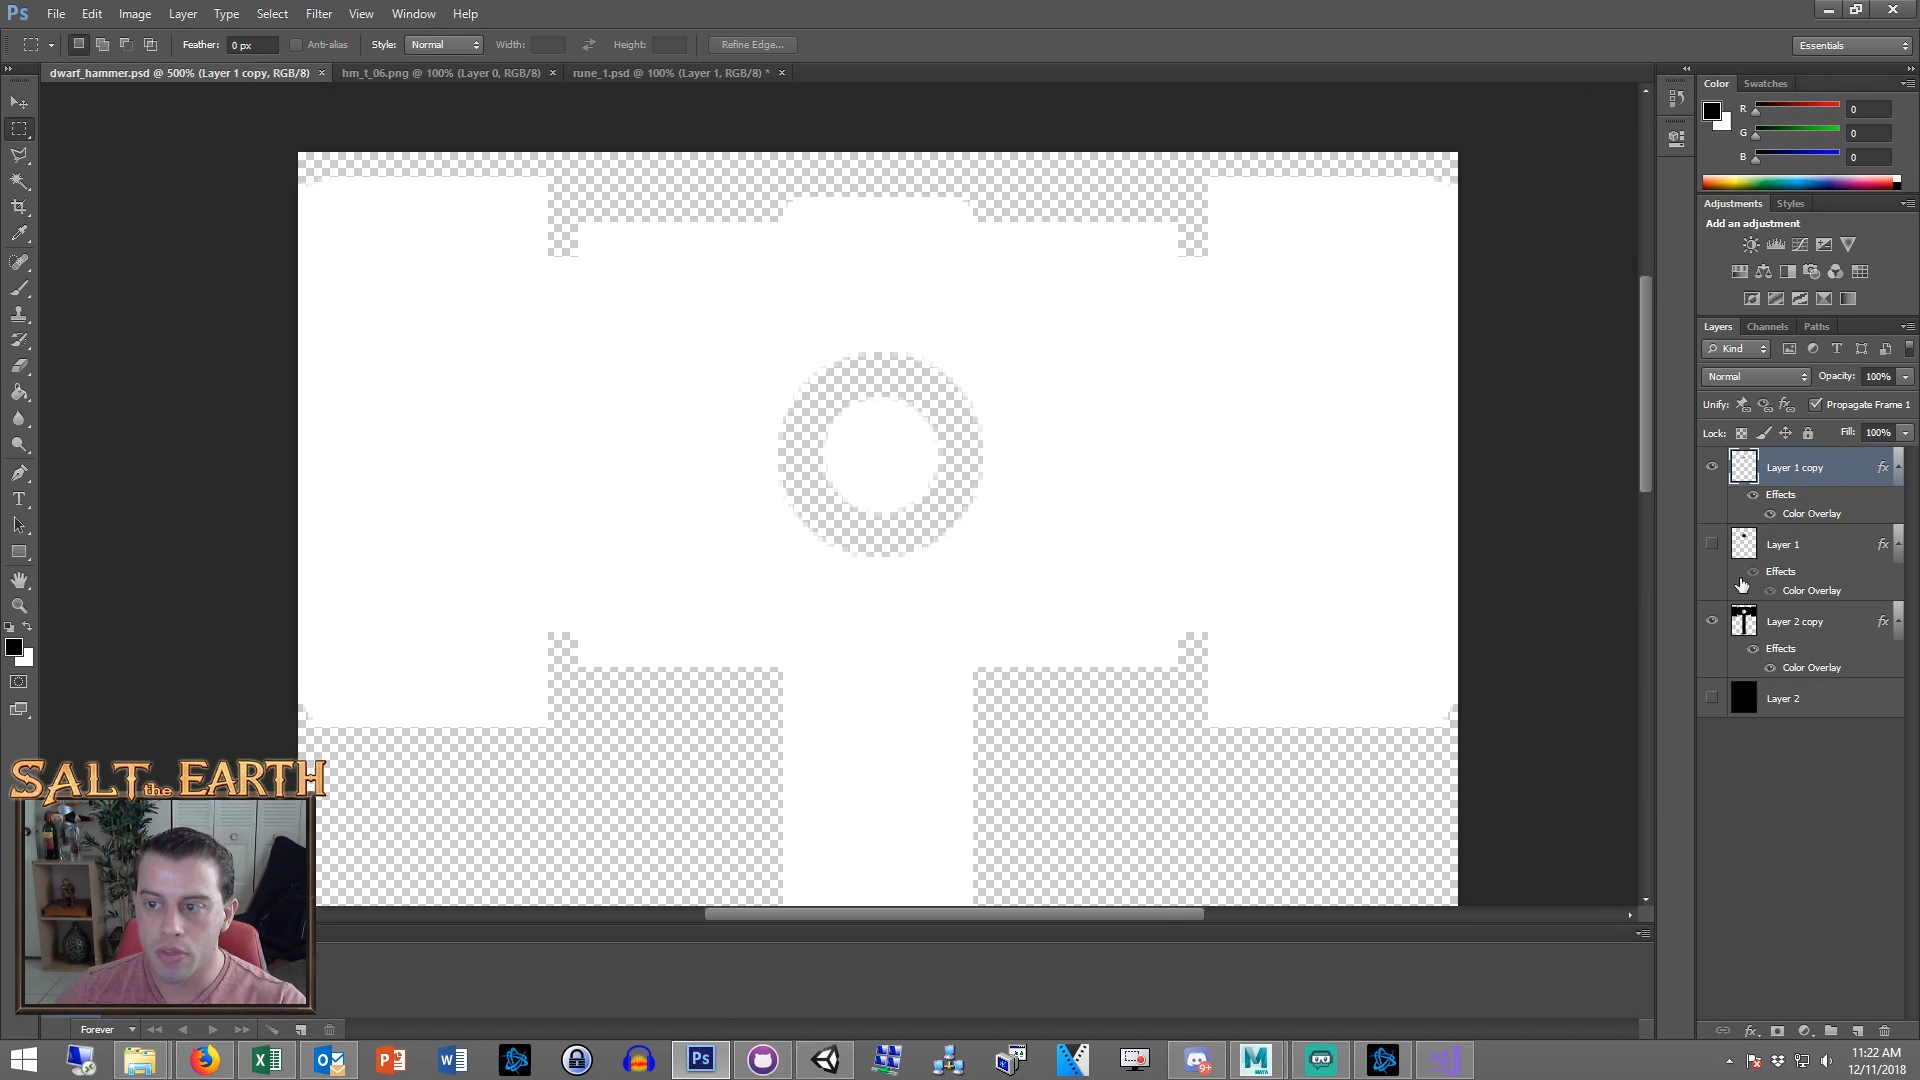 Ps File Edit Image Layer Type Select Filter View Window Help
Feather: 0 px Anti-alias Style: Normal Width: Height: Refine Edge... Essentials
dwarf_hammer.psd @ 500% (Layer 1 copy, RGB/8) × hm_t_06.png @ 100% (Layer 0, RGB/8) × rune_1.psd @ 100% (Layer 1, RGB/8) * ×
Color Swatches
R 0
G 0
B 0
Adjustments Styles
Add an adjustment
Layers Channels Paths
Kind
Normal Opacity: 100%
Unify: Propagate Frame 1
Lock: Fill: 100%
Layer 1 copy fx
Effects
Color Overlay
Layer 1 fx
Effects
Color Overlay
Layer 2 copy
Effects
Color Overlay
Layer 2
SALT the EARTH
Forever
Ps
9+
MAYA
11:22 AM
12/11/2018